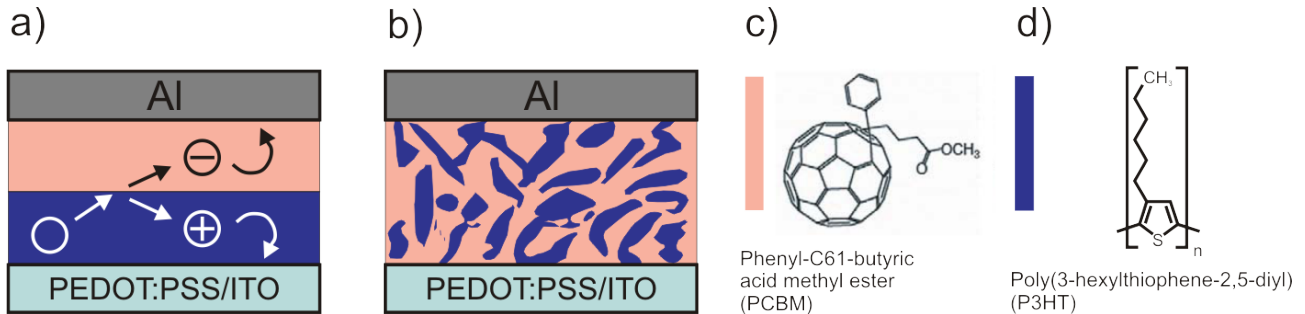 a)
Al
PEDOT:PSS/ITO
b)
Al
PEDOT:PSS/ITO
c)
OCH₃
O
Phenyl-C61-butyric
acid methyl ester
(PCBM)
d)
CH₃
S
n
Poly(3-hexylthiophene-2,5-diyl)
(P3HT)